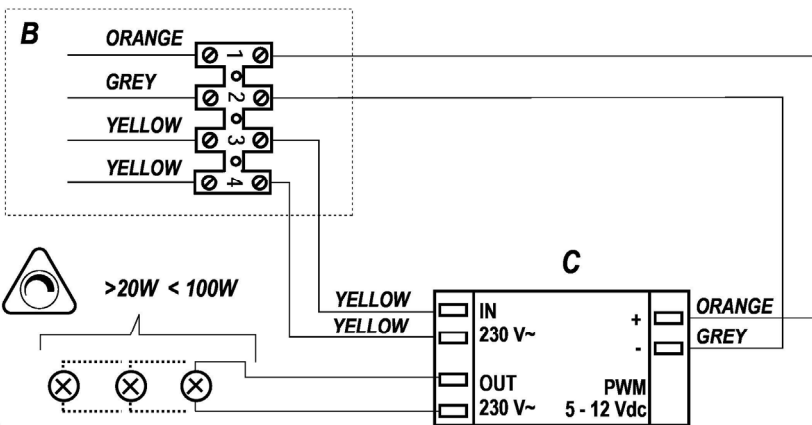 B
ORANGE
GREY
YELLOW
YELLOW
1
2
3
4
>20W < 100W
C
YELLOW
YELLOW
IN
230 V~
OUT
230 V~
+
-
PWM
5 - 12 Vdc
ORANGE
GREY